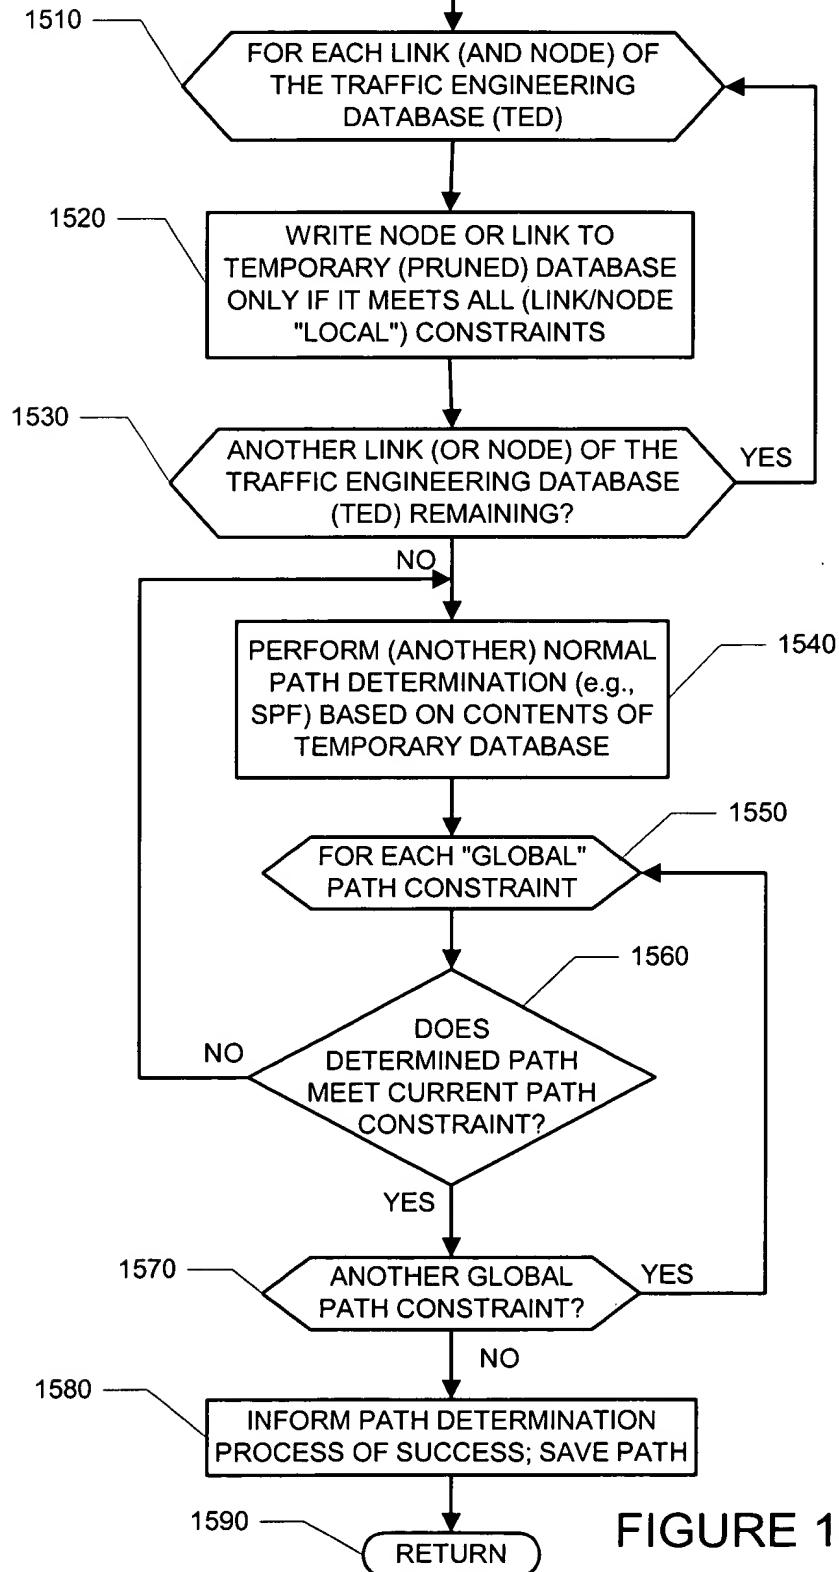 1510
FOR EACH LINK (AND NODE) OF
THE TRAFFIC ENGINEERING
DATABASE (TED)
1520
WRITE NODE OR LINK TO
TEMPORARY (PRUNED) DATABASE
ONLY IF IT MEETS ALL (LINK/NODE
"LOCAL") CONSTRAINTS
1530
ANOTHER LINK (OR NODE) OF THE
TRAFFIC ENGINEERING DATABASE
(TED) REMAINING?
YES
NO
1540
PERFORM (ANOTHER) NORMAL
PATH DETERMINATION (e.g.,
SPF) BASED ON CONTENTS OF
TEMPORARY DATABASE
1550
FOR EACH "GLOBAL"
PATH CONSTRAINT
1560
NO
DOES
DETERMINED PATH
MEET CURRENT PATH
CONSTRAINT?
YES
1570
ANOTHER GLOBAL
PATH CONSTRAINT?
YES
NO
1580
INFORM PATH DETERMINATION
PROCESS OF SUCCESS; SAVE PATH
1590
RETURN
FIGURE 1